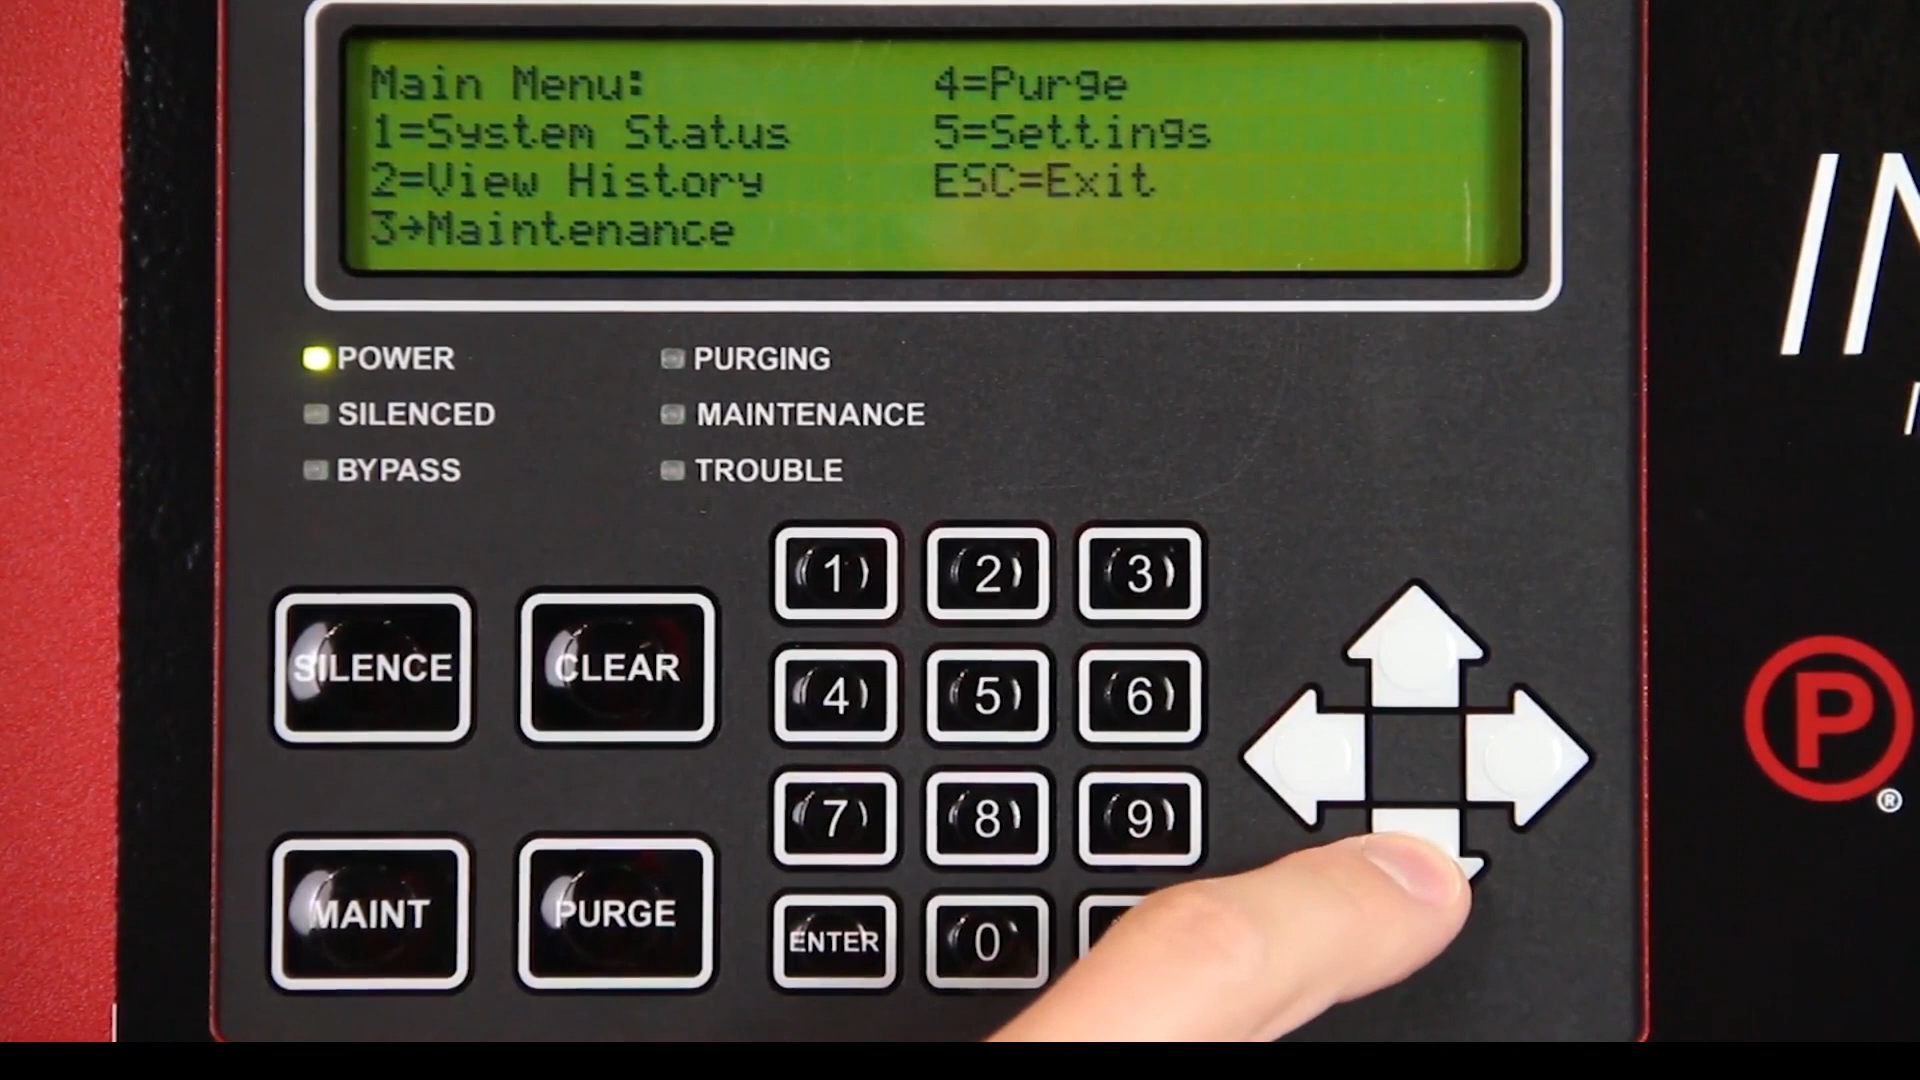 Main Menu: 4=Purge
1=System Status 5=Settings
2=View History ESC=Exit
3→Maintenance
POWER PURGING
SILENCED MAINTENANCE
BYPASS TROUBLE
1 2 3
SILENCE CLEAR
4 5 6
7 8 9
MAINT PURGE
ENTER 0
P
®